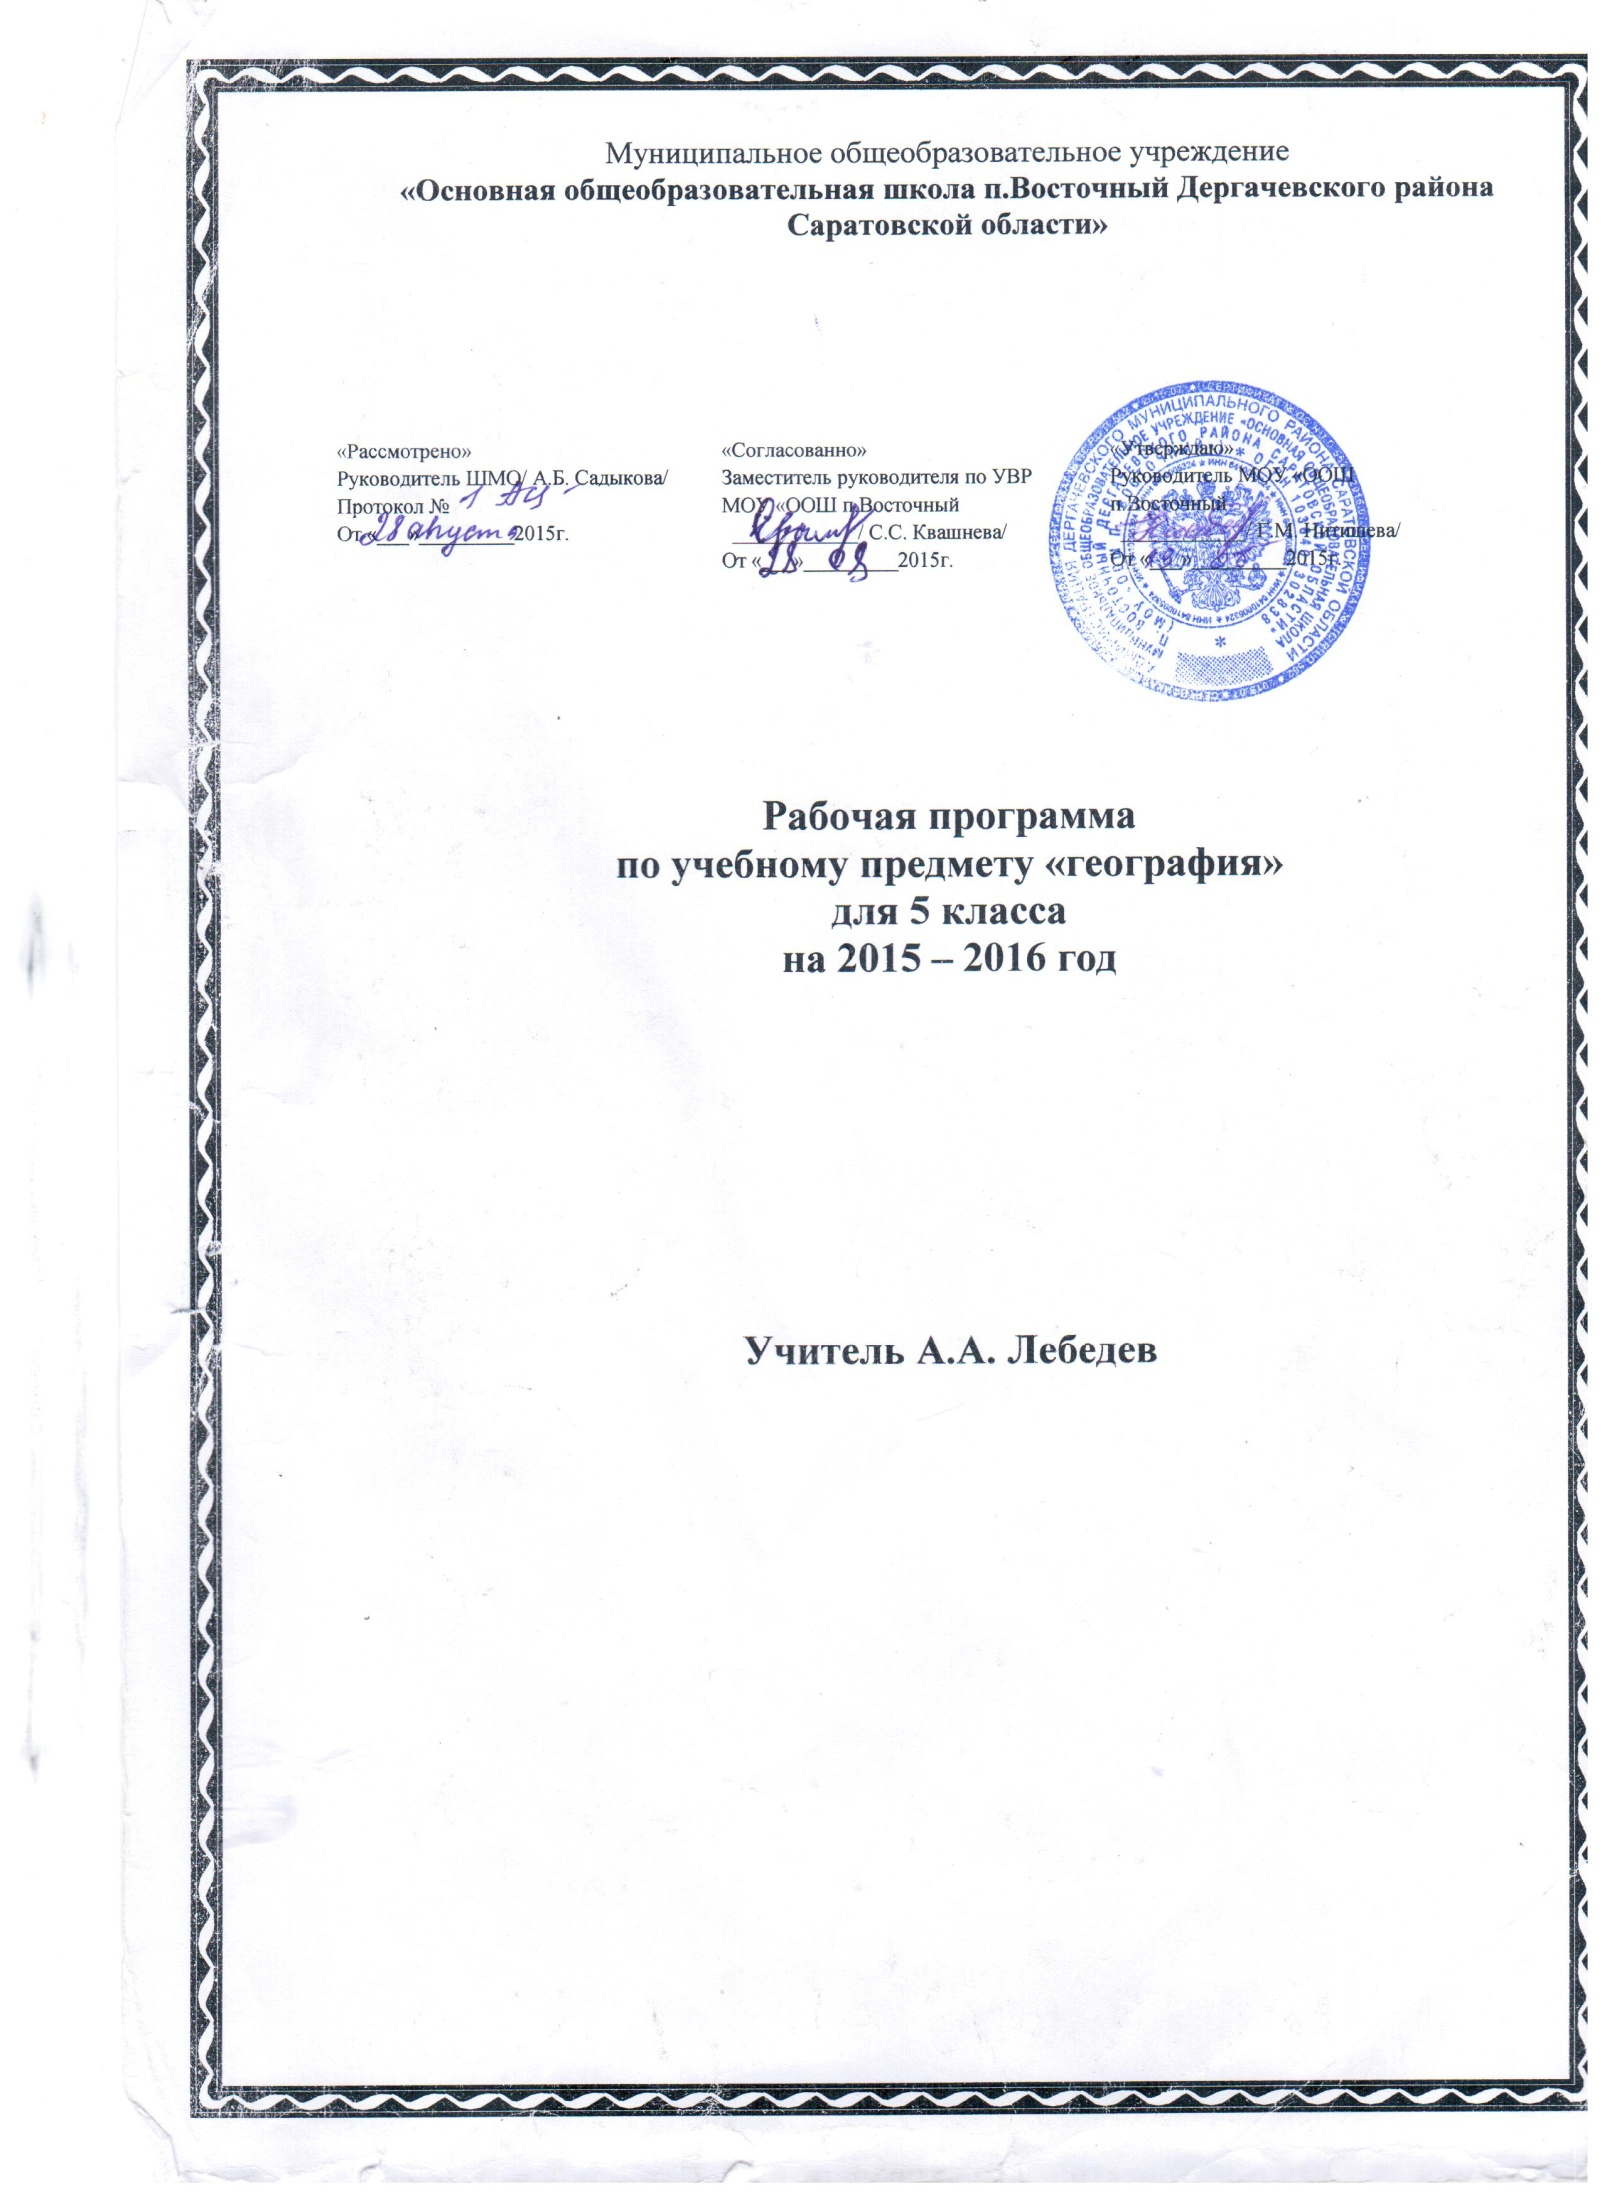 Муниципальное общеобразовательное учреждение
«Основная общеобразовательная школа п.Восточный Дергачевского района
Саратовской области»
«Рассмотрено»
Руководитель ШМО/ А.Б. Садыкова/
Протокол № 1
От «28» августа 2015г.
«Согласованно»
Заместитель руководителя по УВР
МОУ «ООШ п.Восточный
/ С.С. Квашнева/
От «28» 08 2015г.
«Утверждаю»
Руководитель МОУ «ООШ
п.Восточный
/ Г.М. /
От « » 2015г.
Рабочая программа
по учебному предмету «география»
для 5 класса
на 2015 – 2016 год
Учитель А.А. Лебедев